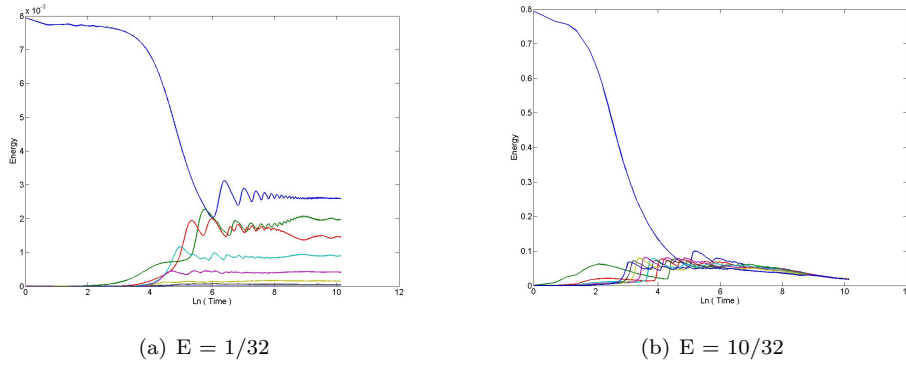 8 x 10⁻³
7
6
5
4
3
2
1
0
Energy
0 2 4 6 8 10 12
Ln ( Time )
(a) E = 1/32
0.8
0.7
0.6
0.5
0.4
0.3
0.2
0.1
0
Energy
0 2 4 6 8 10 12
Ln ( Time )
(b) E = 10/32